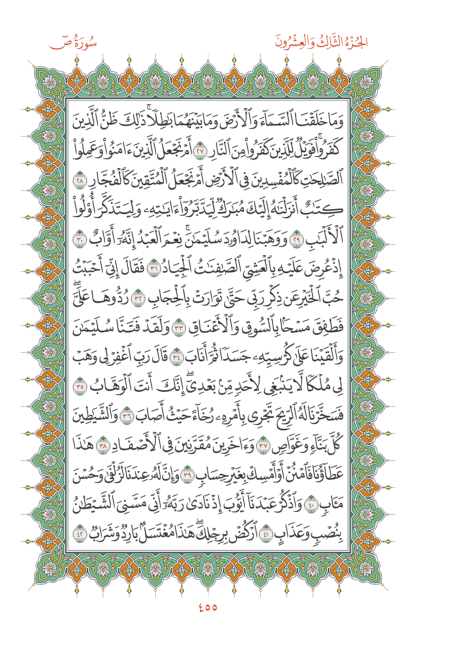 الجُزْءُ الثَّالِثُ وَالعِشْرُونَ
سُورَةُ صٓ
وَمَا خَلَقْنَا ٱلسَّمَآءَ وَٱلْأَرْضَ وَمَا بَيْنَهُمَا بَٰطِلًا ۚ ذَٰلِكَ ظَنُّ ٱلَّذِينَ
كَفَرُوا۟ ۚ فَوَيْلٌ لِّلَّذِينَ كَفَرُوا۟ مِنَ ٱلنَّارِ ٢٧ أَمْ نَجْعَلُ ٱلَّذِينَ ءَامَنُوا۟ وَعَمِلُوا۟
ٱلصَّٰلِحَٰتِ كَٱلْمُفْسِدِينَ فِى ٱلْأَرْضِ أَمْ نَجْعَلُ ٱلْمُتَّقِينَ كَٱلْفُجَّارِ ٢٨
كِتَٰبٌ أَنزَلْنَٰهُ إِلَيْكَ مُبَٰرَكٌ لِّيَدَّبَّرُوٓا۟ ءَايَٰتِهِۦ وَلِيَتَذَكَّرَ أُو۟لُوا۟
ٱلْأَلْبَٰبِ ٢٩ وَوَهَبْنَا لِدَاوُۥدَ سُلَيْمَٰنَ ۚ نِعْمَ ٱلْعَبْدُ إِنَّهُۥٓ أَوَّابٌ ٣٠
إِذْ عُرِضَ عَلَيْهِ بِٱلْعَشِىِّ ٱلصَّٰفِنَٰتُ ٱلْجِيَادُ ٣١ فَقَالَ إِنِّىٓ أَحْبَبْتُ
حُبَّ ٱلْخَيْرِ عَن ذِكْرِ رَبِّى حَتَّىٰ تَوَارَتْ بِٱلْحِجَابِ ٣٢ رُدُّوهَا عَلَىَّ ۖ
فَطَفِقَ مَسْحًۢا بِٱلسُّوقِ وَٱلْأَعْنَاقِ ٣٣ وَلَقَدْ فَتَنَّا سُلَيْمَٰنَ
وَأَلْقَيْنَا عَلَىٰ كُرْسِيِّهِۦ جَسَدًا ثُمَّ أَنَابَ ٣٤ قَالَ رَبِّ ٱغْفِرْ لِى وَهَبْ
لِى مُلْكًا لَّا يَنۢبَغِى لِأَحَدٍ مِّنۢ بَعْدِىٓ ۖ إِنَّكَ أَنتَ ٱلْوَهَّابُ ٣٥
فَسَخَّرْنَا لَهُ ٱلرِّيحَ تَجْرِى بِأَمْرِهِۦ رُخَآءً حَيْثُ أَصَابَ ٣٦ وَٱلشَّيَٰطِينَ
كُلَّ بَنَّآءٍ وَغَوَّاصٍ ٣٧ وَءَاخَرِينَ مُقَرَّنِينَ فِى ٱلْأَصْفَادِ ٣٨ هَٰذَا
عَطَآؤُنَا فَٱمْنُنْ أَوْ أَمْسِكْ بِغَيْرِ حِسَابٍ ٣٩ وَإِنَّ لَهُۥ عِندَنَا لَزُلْفَىٰ وَحُسْنَ
مَـَٔابٍ ٤٠ وَٱذْكُرْ عَبْدَنَآ أَيُّوبَ إِذْ نَادَىٰ رَبَّهُۥٓ أَنِّى مَسَّنِىَ ٱلشَّيْطَٰنُ
بِنُصْبٍ وَعَذَابٍ ٤١ ٱرْكُضْ بِرِجْلِكَ ۖ هَٰذَا مُغْتَسَلٌۢ بَارِدٌ وَشَرَابٌ ٤٢
٤٥٥